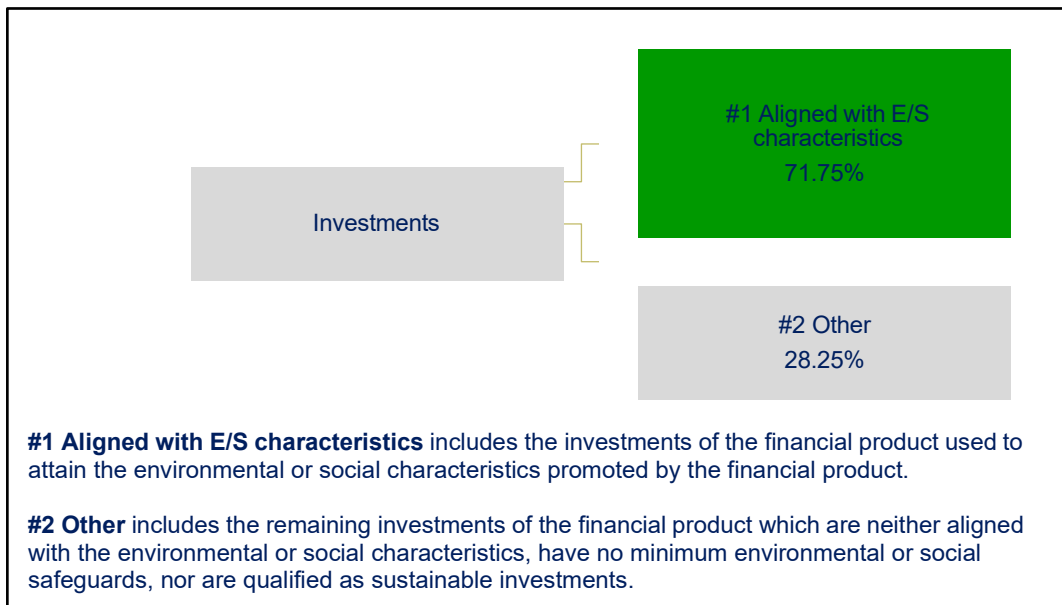 #1 Aligned with E/S
characteristics
71.75%
Investments
#2 Other
28.25%
#1 Aligned with E/S characteristics includes the investments of the financial product used to
attain the environmental or social characteristics promoted by the financial product.
#2 Other includes the remaining investments of the financial product which are neither aligned
with the environmental or social characteristics, have no minimum environmental or social
safeguards, nor are qualified as sustainable investments.